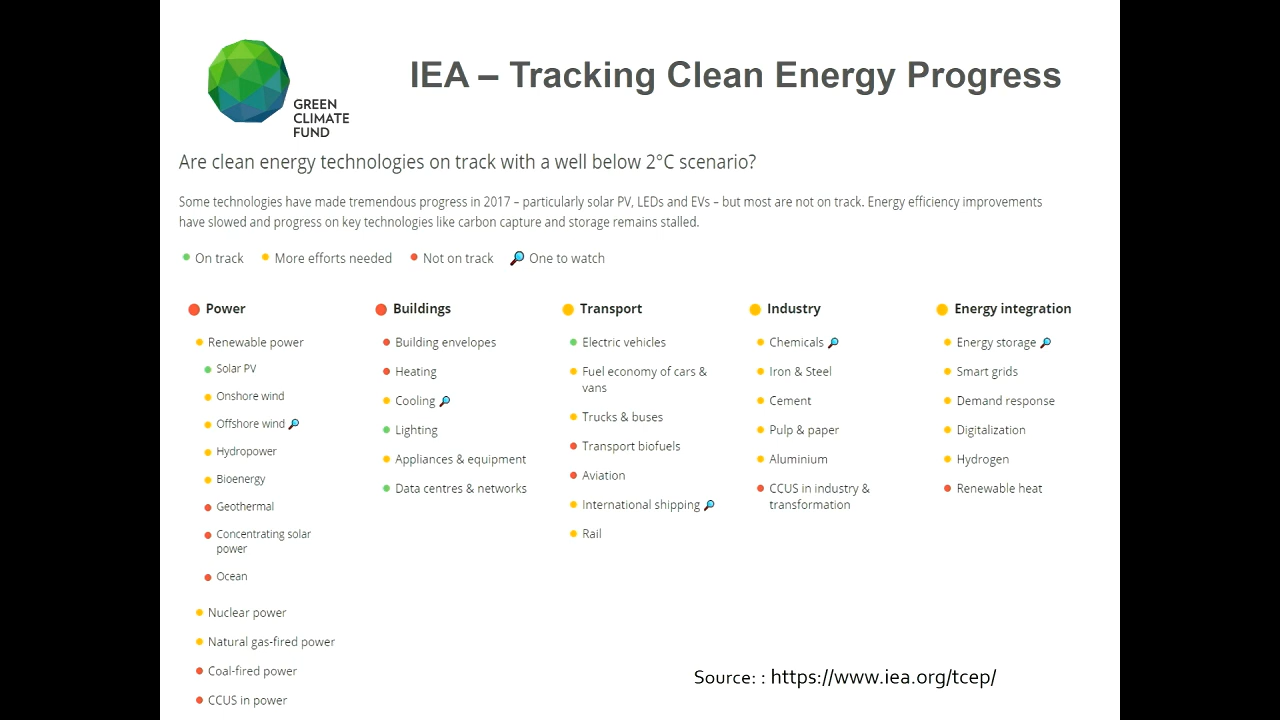 GREEN
CLIMATE
FUND
IEA – Tracking Clean Energy Progress
Are clean energy technologies on track with a well below 2°C scenario?
Some technologies have made tremendous progress in 2017 – particularly solar PV, LEDs and EVs – but most are not on track. Energy efficiency improvements
have slowed and progress on key technologies like carbon capture and storage remains stalled.
On track
More efforts needed
Not on track
One to watch
Power
Renewable power
Solar PV
Onshore wind
Offshore wind
Hydropower
Bioenergy
Geothermal
Concentrating solar
power
Ocean
Nuclear power
Natural gas-fired power
Coal-fired power
CCUS in power
Buildings
Building envelopes
Heating
Cooling
Lighting
Appliances & equipment
Data centres & networks
Transport
Electric vehicles
Fuel economy of cars &
vans
Trucks & buses
Transport biofuels
Aviation
International shipping
Rail
Industry
Chemicals
Iron & Steel
Cement
Pulp & paper
Aluminium
CCUS in industry &
transformation
Energy integration
Energy storage
Smart grids
Demand response
Digitalization
Hydrogen
Renewable heat
Source: : https://www.iea.org/tcep/